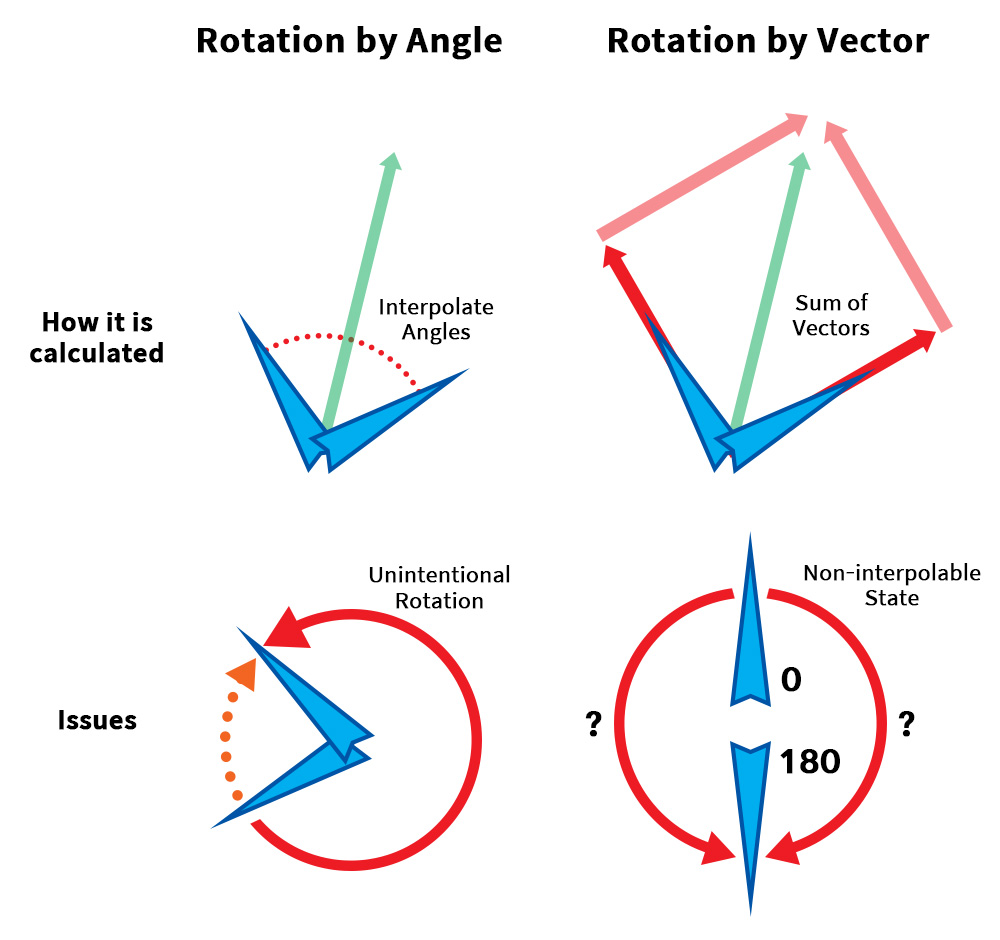 Rotation by Angle
Rotation by Vector
How it is
calculated
Interpolate
Angles
Sum of
Vectors
Issues
Unintentional
Rotation
Non-interpolable
State
0
?
?
180